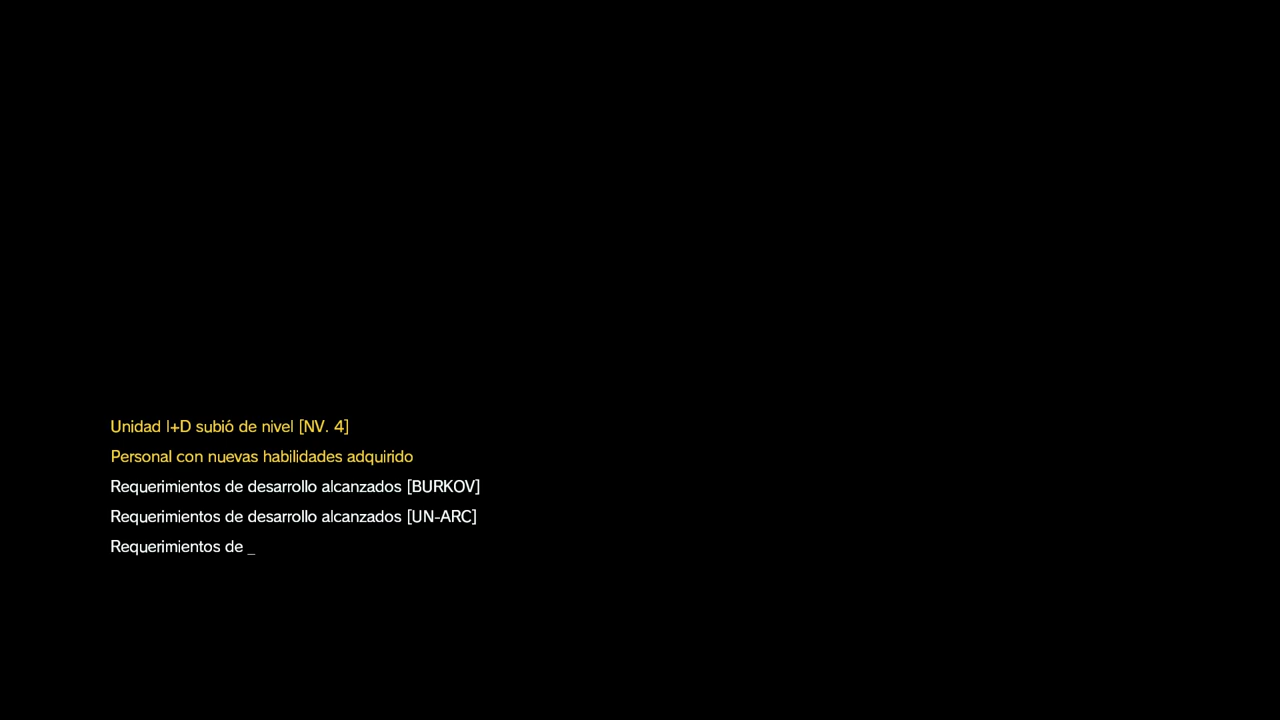 Unidad I+D subió de nivel [NV. 4]
Personal con nuevas habilidades adquirido
Requerimientos de desarrollo alcanzados [BURKOV]
Requerimientos de desarrollo alcanzados [UN-ARC]
Requerimientos de _